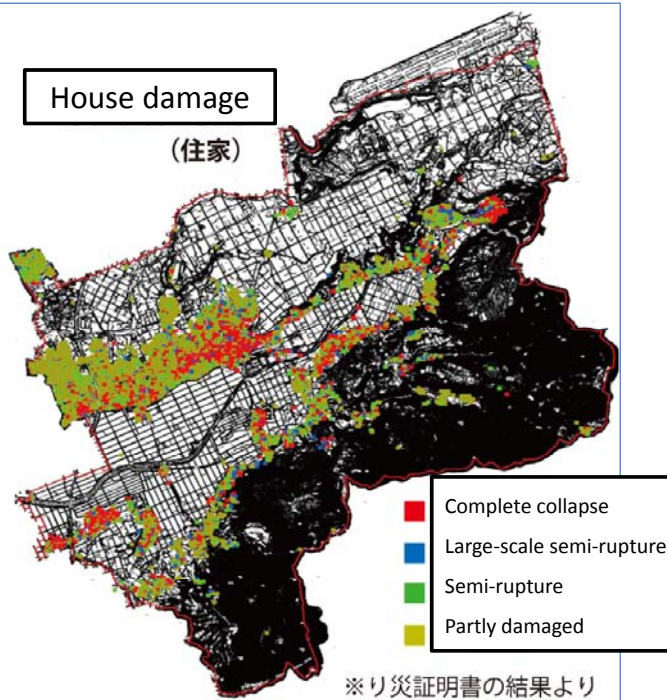 House damage
(住家)
Complete collapse
Large-scale semi-rupture
Semi-rupture
Partly damaged
※り災証明書の結果より